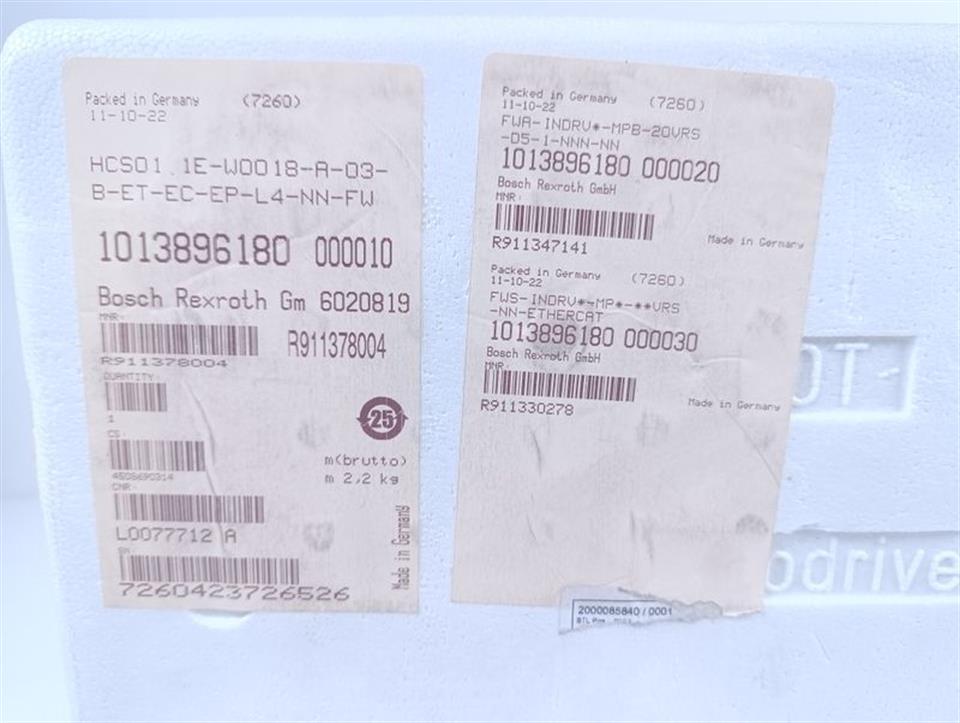 Packed in Germany (7260)
11-10-22
HCS01.1E-W0018-A-03-
B-ET-EC-EP-L4-NN-FW
1013896180 000010
Bosch Rexroth Gm 6020819
MNR:
R911378004
R911378004
QUANTITY:
1
25
CS:
m(brutto)
m 2,2 kg
4508690314
CNR:
L0077712 A
SN
7260423726526
Made in Germany
Packed in Germany (7260)
11-10-22
FWA-INDRV*-MPB-20VRS
-D5-1-NNN-NN
1013896180 000020
Bosch Rexroth GmbH
MNR:
R911347141
Made in Germany
Packed in Germany (7260)
11-10-22
FWS-INDRV*-MP*-**VRS
-NN-ETHERCAT
1013896180 000030
Bosch Rexroth GmbH
MNR:
R911330278
Made in Germany
OT
odrive
2000085840 / 0001